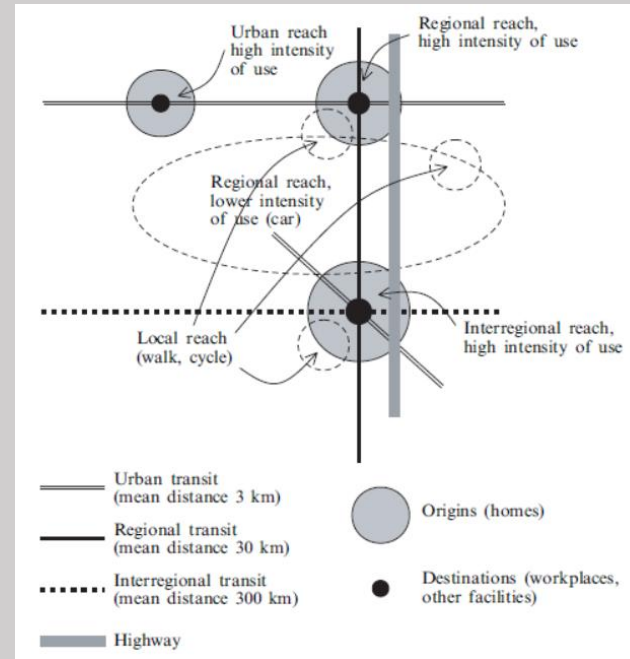 Urban reach
high intensity
of use
Regional reach,
high intensity of use
Regional reach,
lower intensity
of use (car)
Local reach
(walk, cycle)
Interregional reach,
high intensity of use
Urban transit
(mean distance 3 km)
Regional transit
(mean distance 30 km)
Interregional transit
(mean distance 300 km)
Highway
Origins (homes)
Destinations (workplaces,
other facilities)